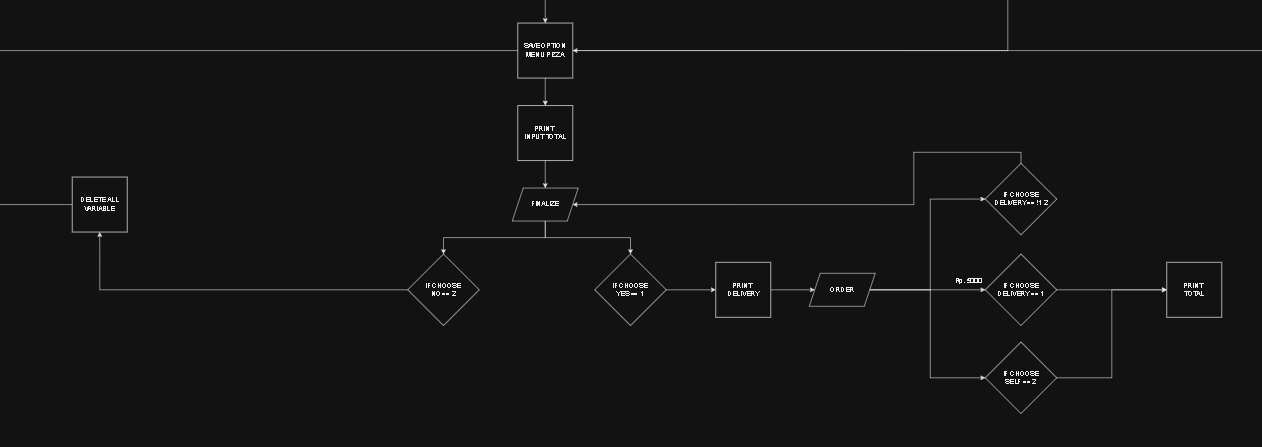 SAVE OPTION
MENU PIZZA
PRINT
INPUT TOTAL
DELETE ALL
VARIABLE
FINALIZE
IF CHOOSE
DELIVERY == !1 2
IF CHOOSE
NO == 2
IF CHOOSE
YES == 1
PRINT
DELIVERY
ORDER
Rp. 5000
IF CHOOSE
DELIVERY == 1
PRINT
TOTAL
IF CHOOSE
SELF == 2